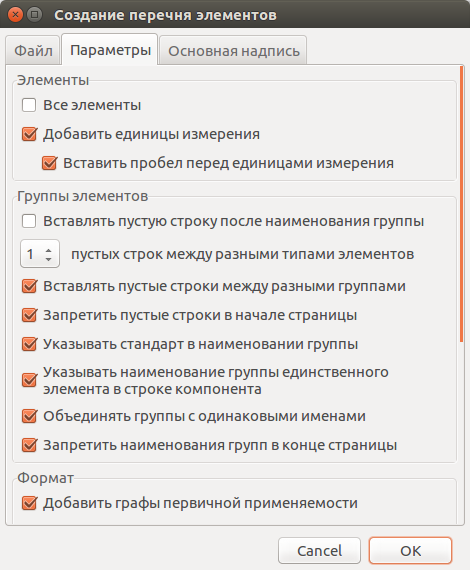 Создание перечня элементов
Файл
Параметры
Основная надпись
Элементы
Все элементы
Добавить единицы измерения
Вставить пробел перед единицами измерения
Группы элементов
Вставлять пустую строку после наименования группы
1 пустых строк между разными типами элементов
Вставлять пустые строки между разными группами
Запретить пустые строки в начале страницы
Указывать стандарт в наименовании группы
Указывать наименование группы единственного
элемента в строке компонента
Объединять группы с одинаковыми именами
Запретить наименования групп в конце страницы
Формат
Добавить графы первичной применяемости
Cancel
OK